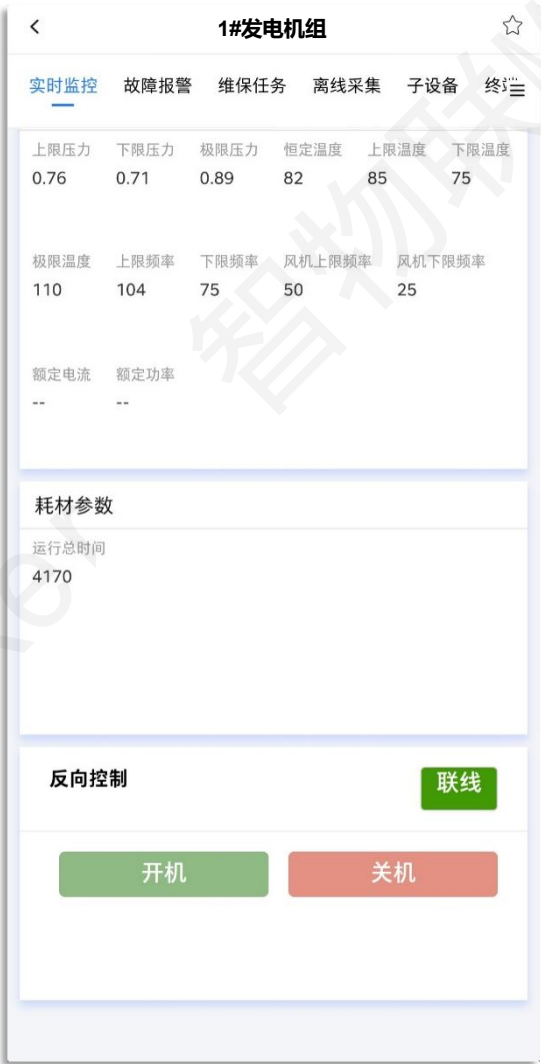 1#发电机组
实时监控 故障报警 维保任务 离线采集 子设备 终端
上限压力 下限压力 极限压力 恒定温度 上限温度 下限温度
0.76 0.71 0.89 82 85 75
极限温度 上限频率 下限频率 风机上限频率 风机下限频率
110 104 75 50 25
额定电流 额定功率
-- --
耗材参数
运行总时间
4170
反向控制 联线
开机 关机
智物联